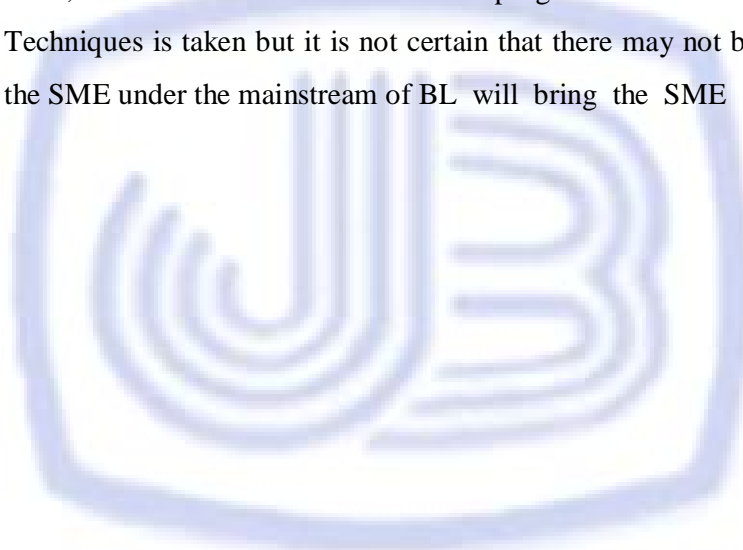 Techniques is taken but it is not certain that there may not b
the SME under the mainstream of BL will bring the SME
JB